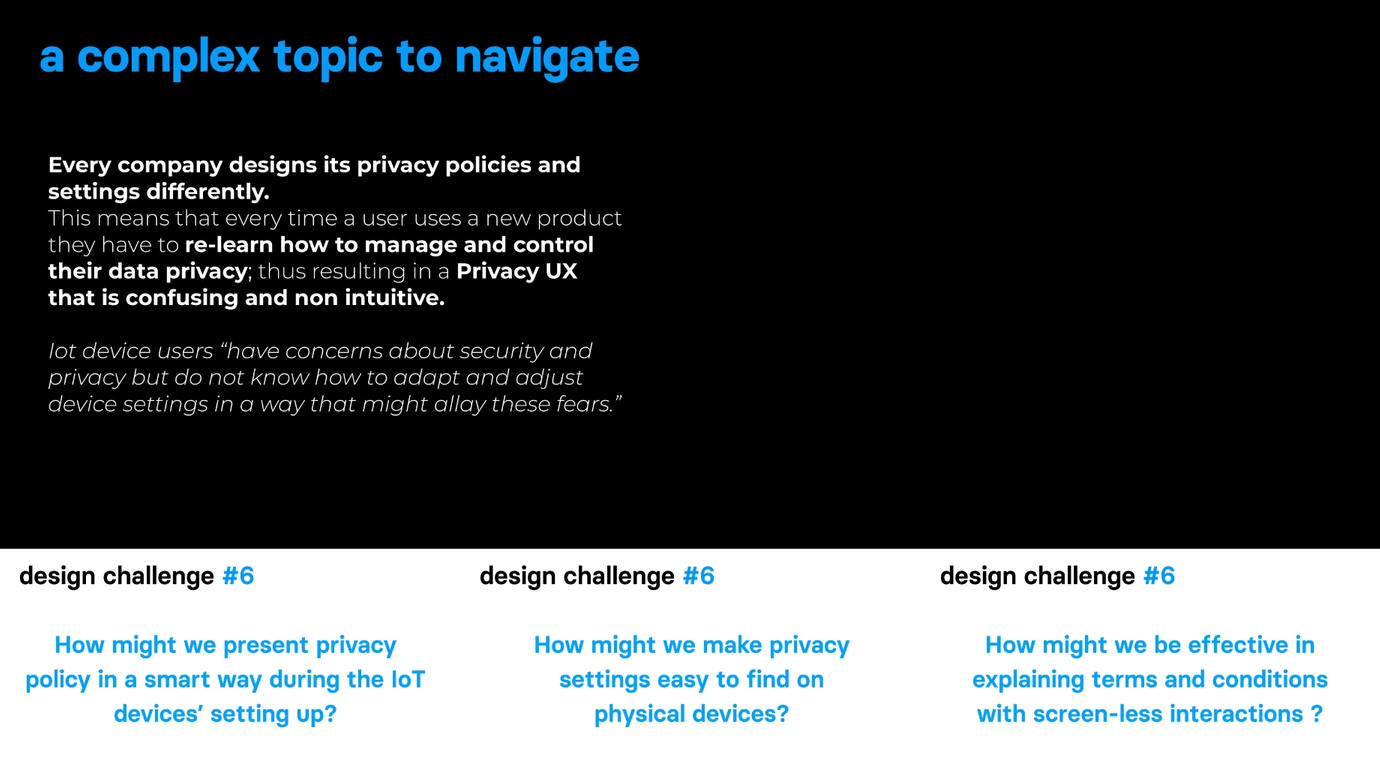 a complex topic to navigate
Every company designs its privacy policies and
settings differently.
This means that every time a user uses a new product
they have to re-learn how to manage and control
their data privacy; thus resulting in a Privacy UX
that is confusing and non intuitive.
Iot device users “have concerns about security and
privacy but do not know how to adapt and adjust
device settings in a way that might allay these fears.”
design challenge #6
How might we present privacy
policy in a smart way during the IoT
devices’ setting up?
design challenge #6
How might we make privacy
settings easy to find on
physical devices?
design challenge #6
How might we be effective in
explaining terms and conditions
with screen-less interactions ?